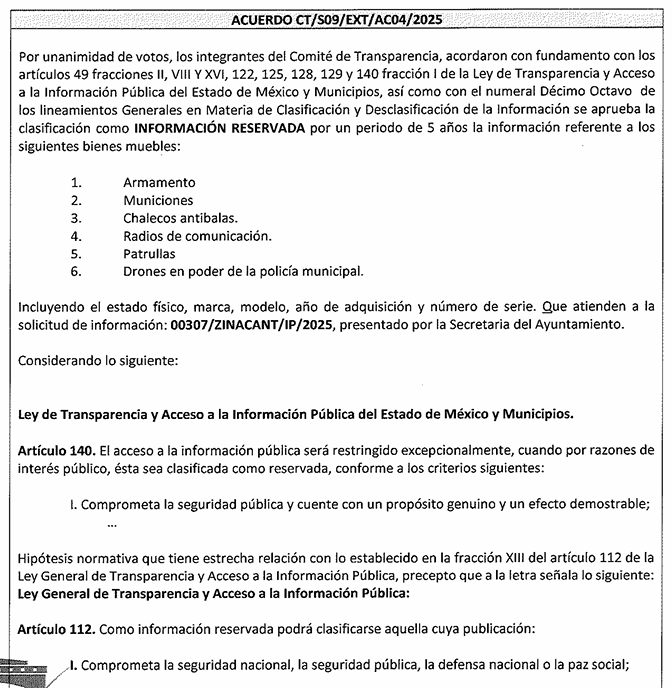 ACUERDO CT/S09/EXT/AC04/2025
Por unanimidad de votos, los integrantes del Comité de Transparencia, acordaron con fundamento con los
artículos 49 fracciones II, VIII Y XVI, 122, 125, 128, 129 y 140 fracción I de la Ley de Transparencia y Acceso
a la Información Pública del Estado de México y Municipios, así como con el numeral Décimo Octavo de
los lineamientos Generales en Materia de Clasificación y Desclasificación de la Información se aprueba la
clasificación como INFORMACIÓN RESERVADA por un periodo de 5 años la información referente a los
siguientes bienes muebles:
1. Armamento
2. Municiones
3. Chalecos antibalas.
4. Radios de comunicación.
5. Patrullas
6. Drones en poder de la policía municipal.
Incluyendo el estado físico, marca, modelo, año de adquisición y número de serie. Que atienden a la
solicitud de información: 00307/ZINACANT/IP/2025, presentado por la Secretaria del Ayuntamiento.
Considerando lo siguiente:
Ley de Transparencia y Acceso a la Información Pública del Estado de México y Municipios.
Artículo 140. El acceso a la información pública será restringido excepcionalmente, cuando por razones de
interés público, ésta sea clasificada como reservada, conforme a los criterios siguientes:
I. Comprometa la seguridad pública y cuente con un propósito genuino y un efecto demostrable;
...
Hipótesis normativa que tiene estrecha relación con lo establecido en la fracción XIII del artículo 112 de la
Ley General de Transparencia y Acceso a la Información Pública, precepto que a la letra señala lo siguiente:
Ley General de Transparencia y Acceso a la Información Pública:
Artículo 112. Como información reservada podrá clasificarse aquella cuya publicación:
I. Comprometa la seguridad nacional, la seguridad pública, la defensa nacional o la paz social;